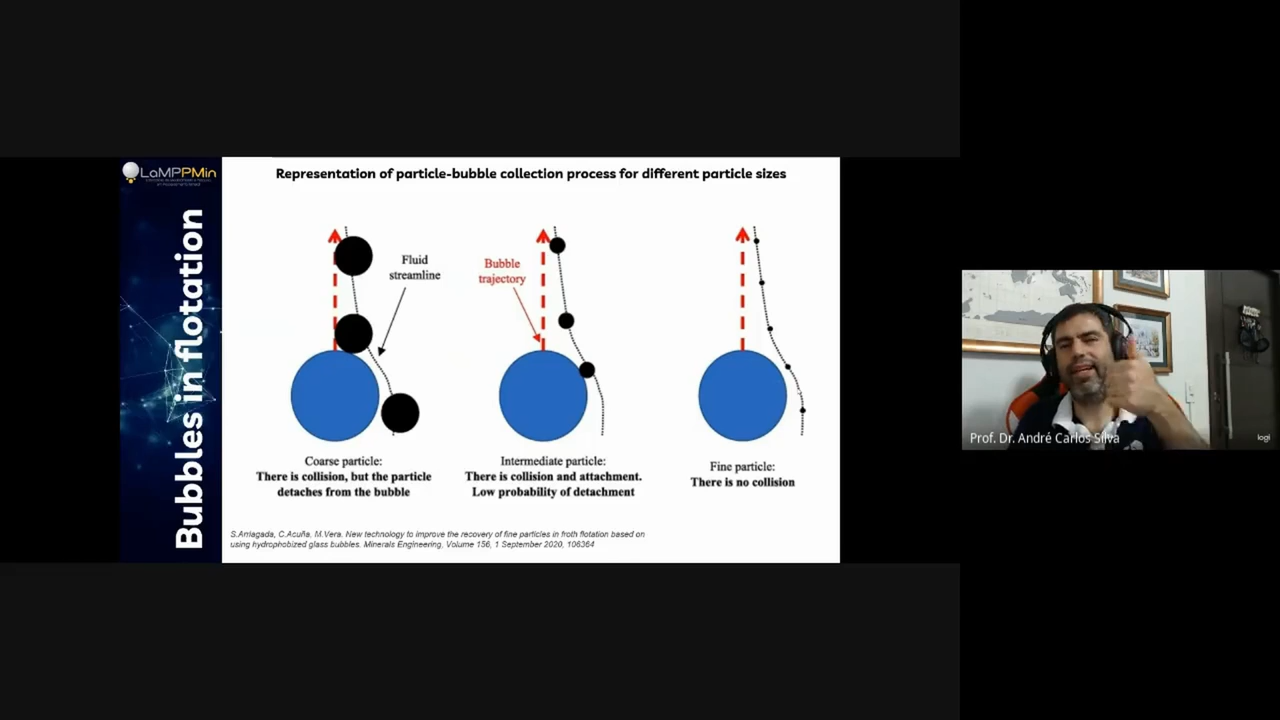 LaMPPMin
Bubbles in flotation
Representation of particle-bubble collection process for different particle sizes
Fluid
streamline
Bubble
trajectory
Coarse particle:
There is collision, but the particle
detaches from the bubble
Intermediate particle:
There is collision and attachment.
Low probability of detachment
Fine particle:
There is no collision
S.Arriagada, C.Acuña, M.Vera. New technology to improve the recovery of fine particles in froth flotation based on
using hydrophobized glass bubbles. Minerals Engineering, Volume 156, 1 September 2020, 106364
Prof. Dr. André Carlos Silva
logi